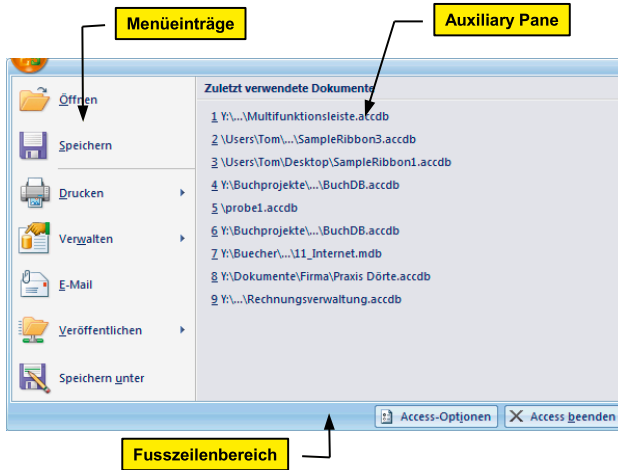 Menüeinträge
Auxiliary Pane
Zuletzt verwendete Dokumente
Öffnen
Speichern
Drucken
Verwalten
E-Mail
Veröffentlichen
Speichern unter
1 Y:\...\Multifunktionsleiste.accdb
2 \Users\Tom\...\SampleRibbon3.accdb
3 \Users\Tom\Desktop\SampleRibbon1.accdb
4 Y:\Buchprojekte\...\BuchDB.accdb
5 \probe1.accdb
6 Y:\Buchprojekte\...\BuchDB.accdb
7 Y:\Buecher\...\11_Internet.mdb
8 Y:\Dokumente\Firma\Praxis Dörte.accdb
9 Y:\...\Rechnungsverwaltung.accdb
Access-Optionen
Access beenden
Fusszeilenbereich